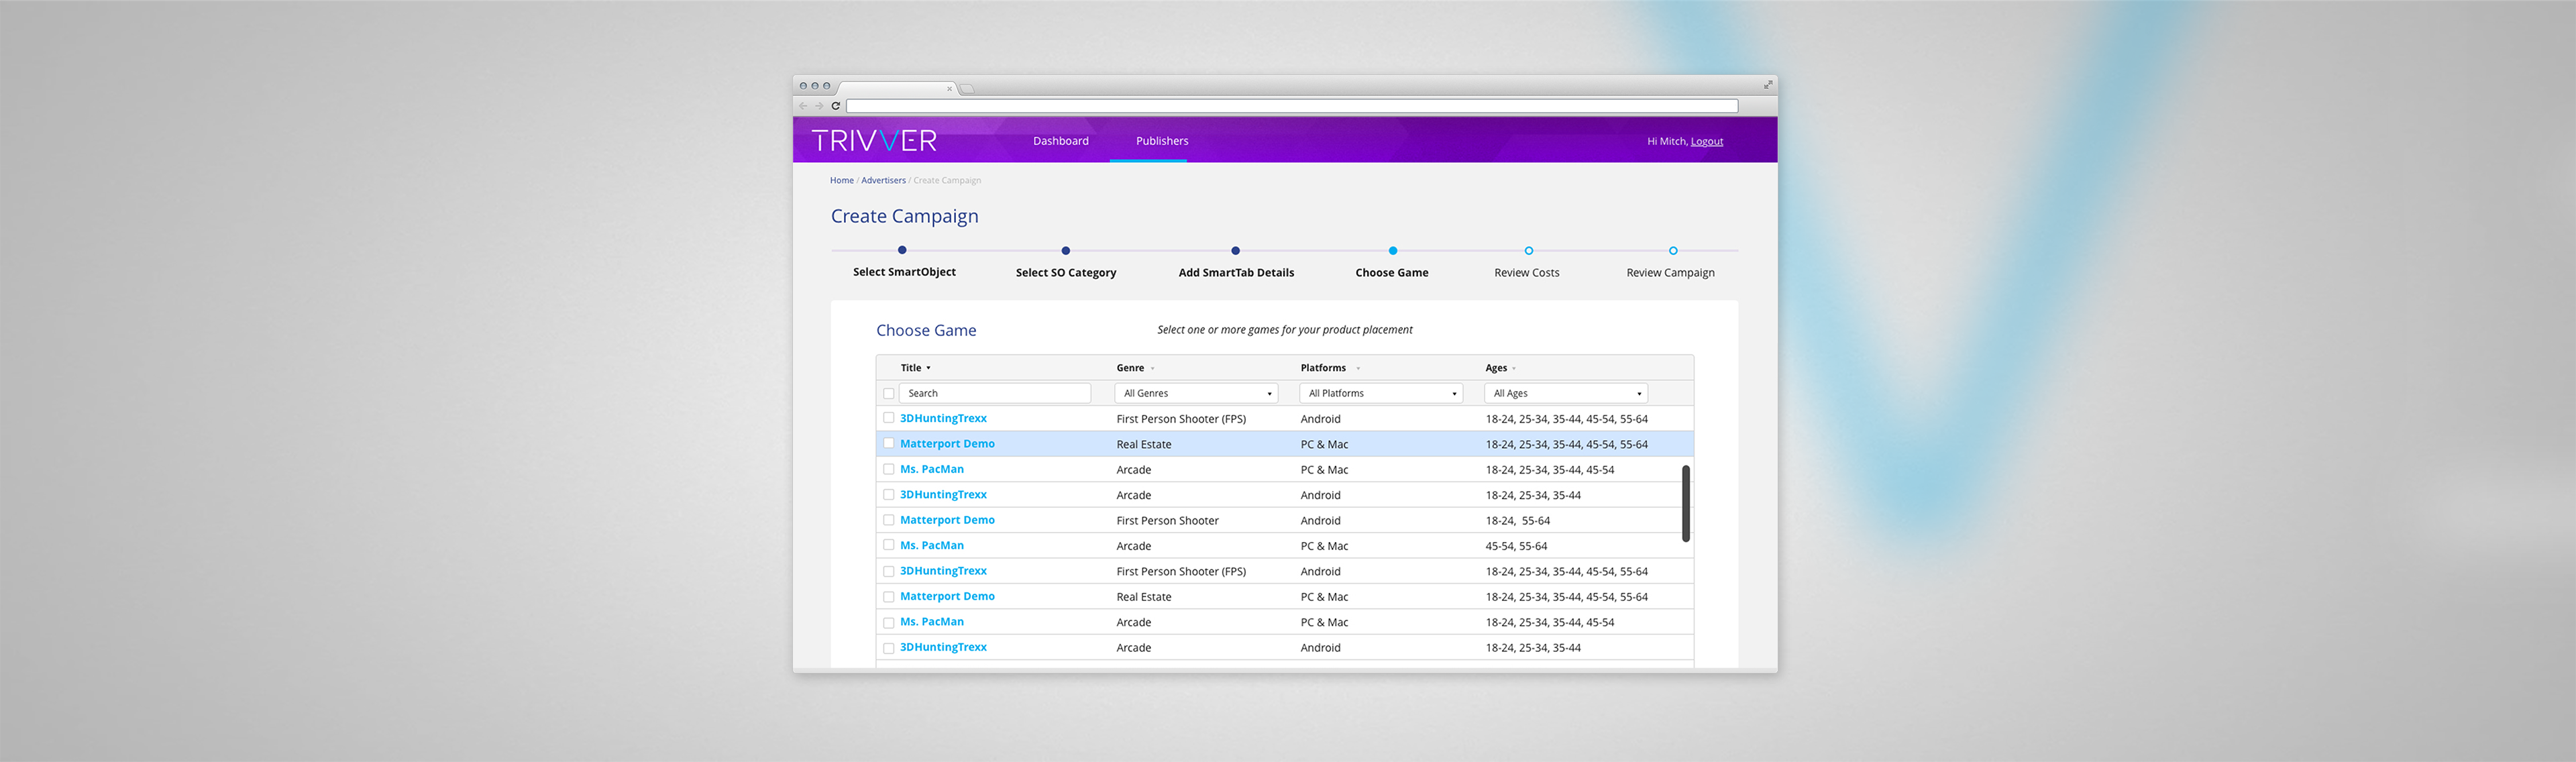 TRIVVER Dashboard Publishers Hi Mitch, Logout
Home / Advertisers / Create Campaign
Create Campaign
Select SmartObject Select SO Category Add SmartTab Details Choose Game Review Costs Review Campaign
Choose Game Select one or more games for your product placement
Title Genre Platforms Ages
Search All Genres All Platforms All Ages
3DHuntingTrexx First Person Shooter (FPS) Android 18-24, 25-34, 35-44, 45-54, 55-64
Matterport Demo Real Estate PC & Mac 18-24, 25-34, 35-44, 45-54, 55-64
Ms. PacMan Arcade PC & Mac 18-24, 25-34, 35-44, 45-54
3DHuntingTrexx Arcade Android 18-24, 25-34, 35-44
Matterport Demo First Person Shooter Android 18-24, 55-64
Ms. PacMan Arcade PC & Mac 45-54, 55-64
3DHuntingTrexx First Person Shooter (FPS) Android 18-24, 25-34, 35-44, 45-54, 55-64
Matterport Demo Real Estate PC & Mac 18-24, 25-34, 35-44, 45-54, 55-64
Ms. PacMan Arcade PC & Mac 18-24, 25-34, 35-44, 45-54
3DHuntingTrexx Arcade Android 18-24, 25-34, 35-44